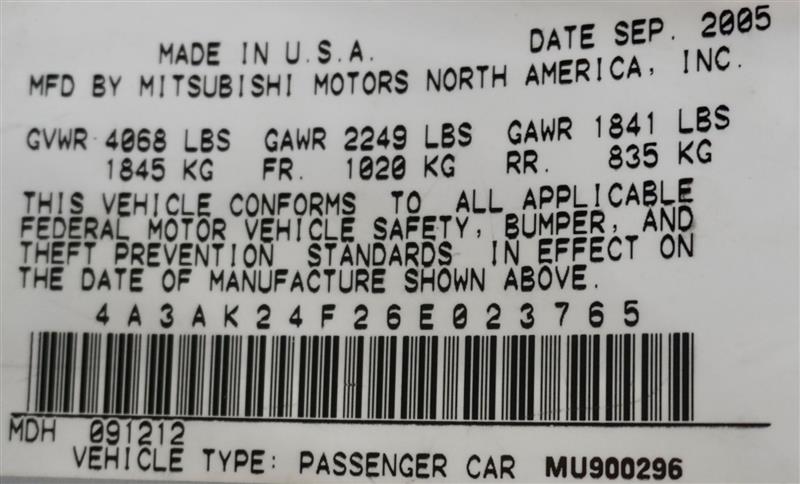 DATE SEP. 2005
MADE IN U.S.A.
MFD BY MITSUBISHI MOTORS NORTH AMERICA, INC.
GVWR 4068 LBS GAWR 2249 LBS GAWR 1841 LBS
1845 KG FR. 1020 KG RR. 835 KG
THIS VEHICLE CONFORMS TO ALL APPLICABLE
FEDERAL MOTOR VEHICLE SAFETY, BUMPER, AND
THEFT PREVENTION STANDARDS IN EFFECT ON
THE DATE OF MANUFACTURE SHOWN ABOVE.
4A3AK24F26E023765
MDH 091212
VEHICLE TYPE: PASSENGER CAR MU900296